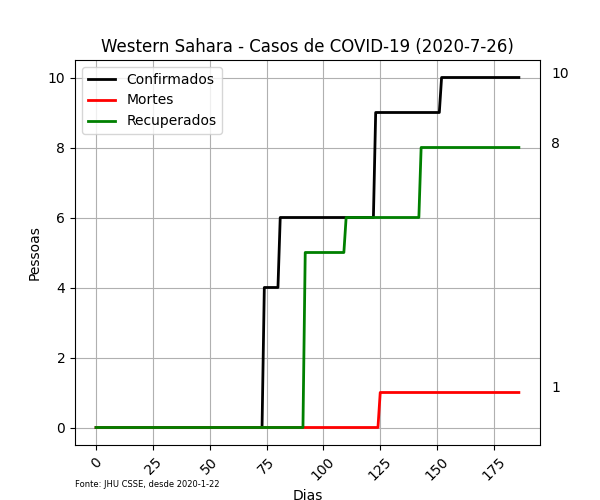 Western Sahara - Casos de COVID-19 (2020-7-26)
Confirmados
Mortes
Recuperados
10
8
6
4
2
0
Pessoas
10
8
1
0
25
50
75
100
125
150
175
Dias
Fonte: JHU CSSE, desde 2020-1-22